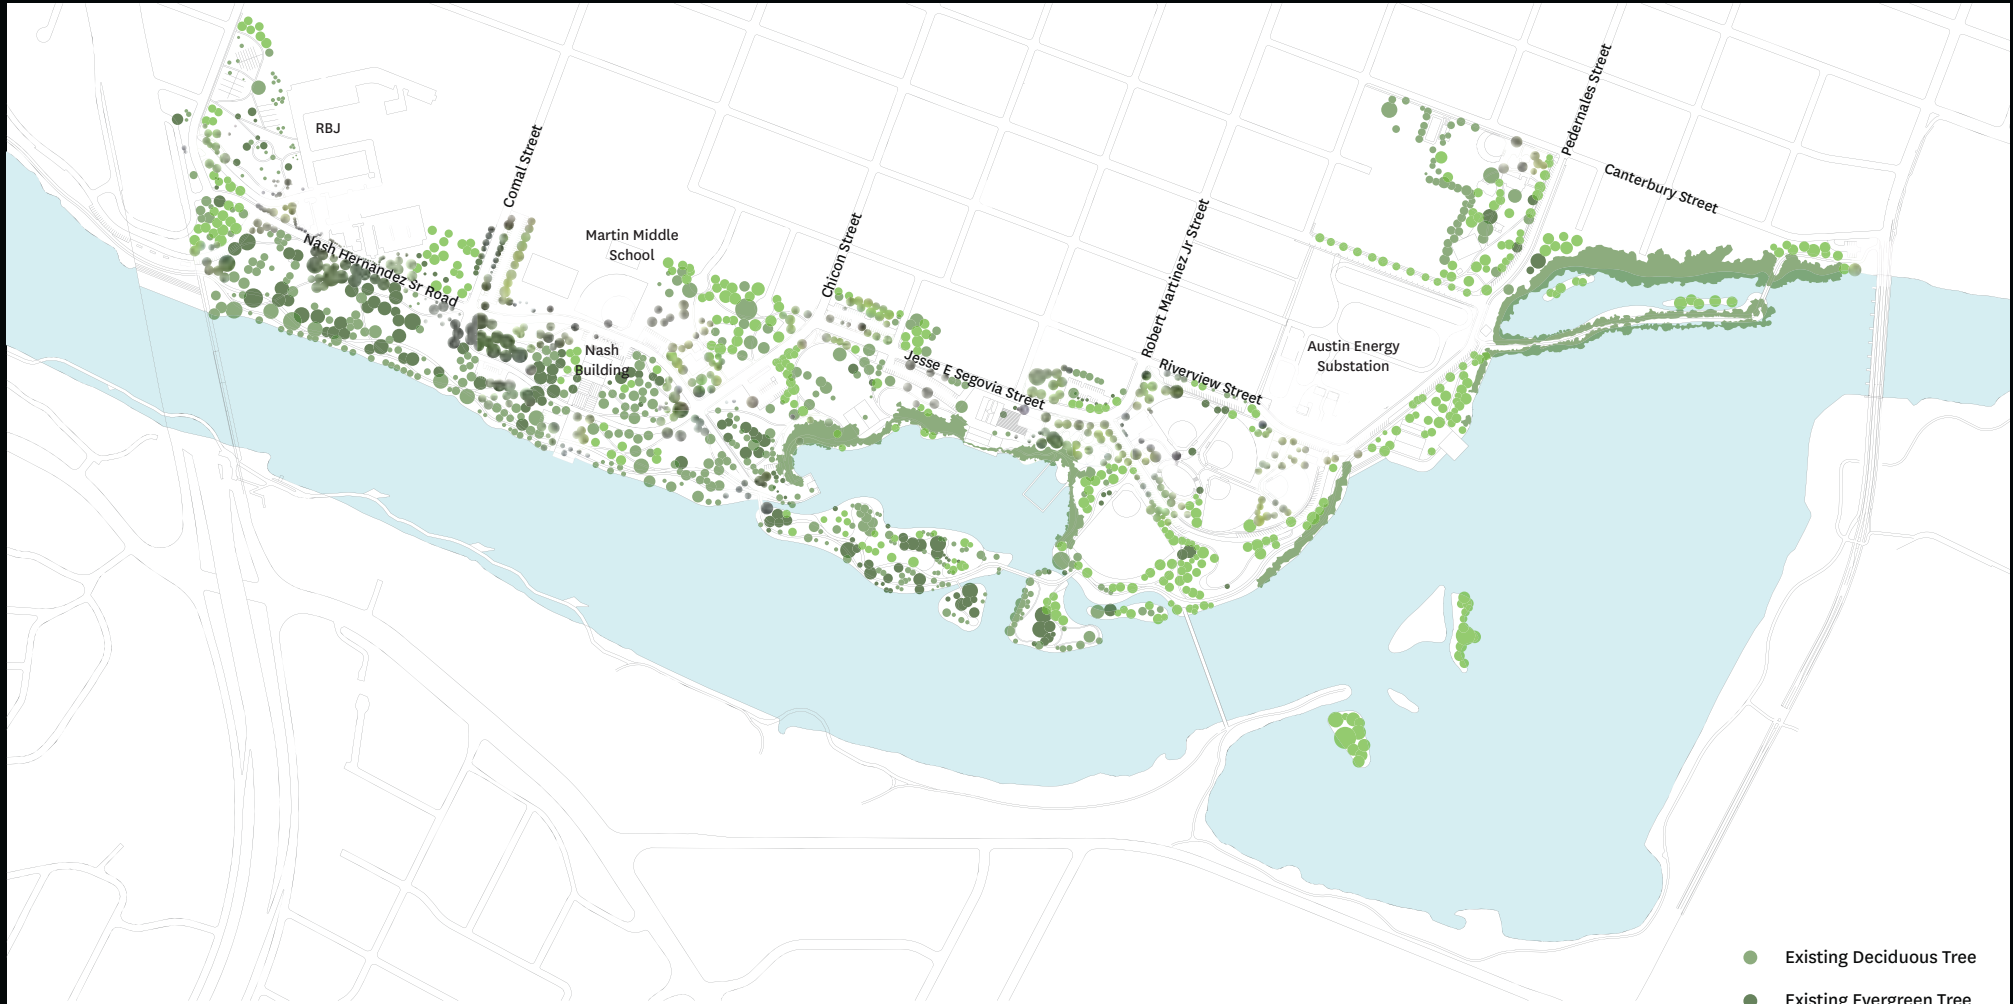 Pedernales Street
RBJ
Comal Street
Canterbury Street
Martin Middle
School
Chicon Street
Robert Martinez Jr Street
Nash Hernandez Sr Road
Nash
Building
Jesse E Segovia Street
Riverview Street
Austin Energy
Substation
Existing Deciduous Tree
Existing Evergreen Tree